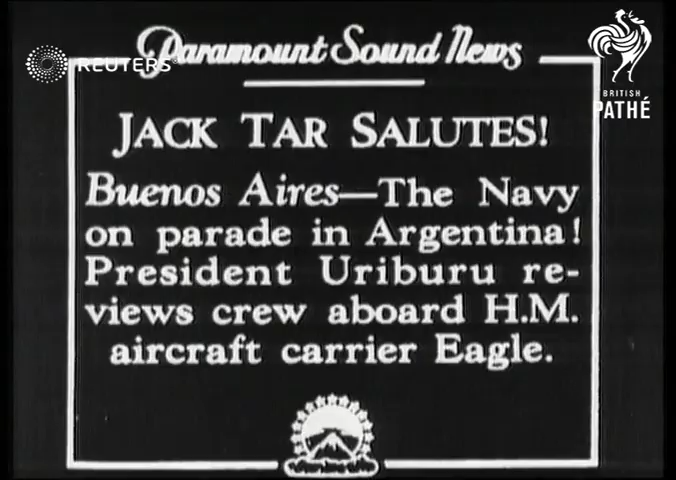 Paramount Sound News
REUTERS
BRITISH
PATHÉ
JACK TAR SALUTES!
Buenos Aires—The Navy
on parade in Argentina!
President Uriburu re-
views crew aboard H.M.
aircraft carrier Eagle.